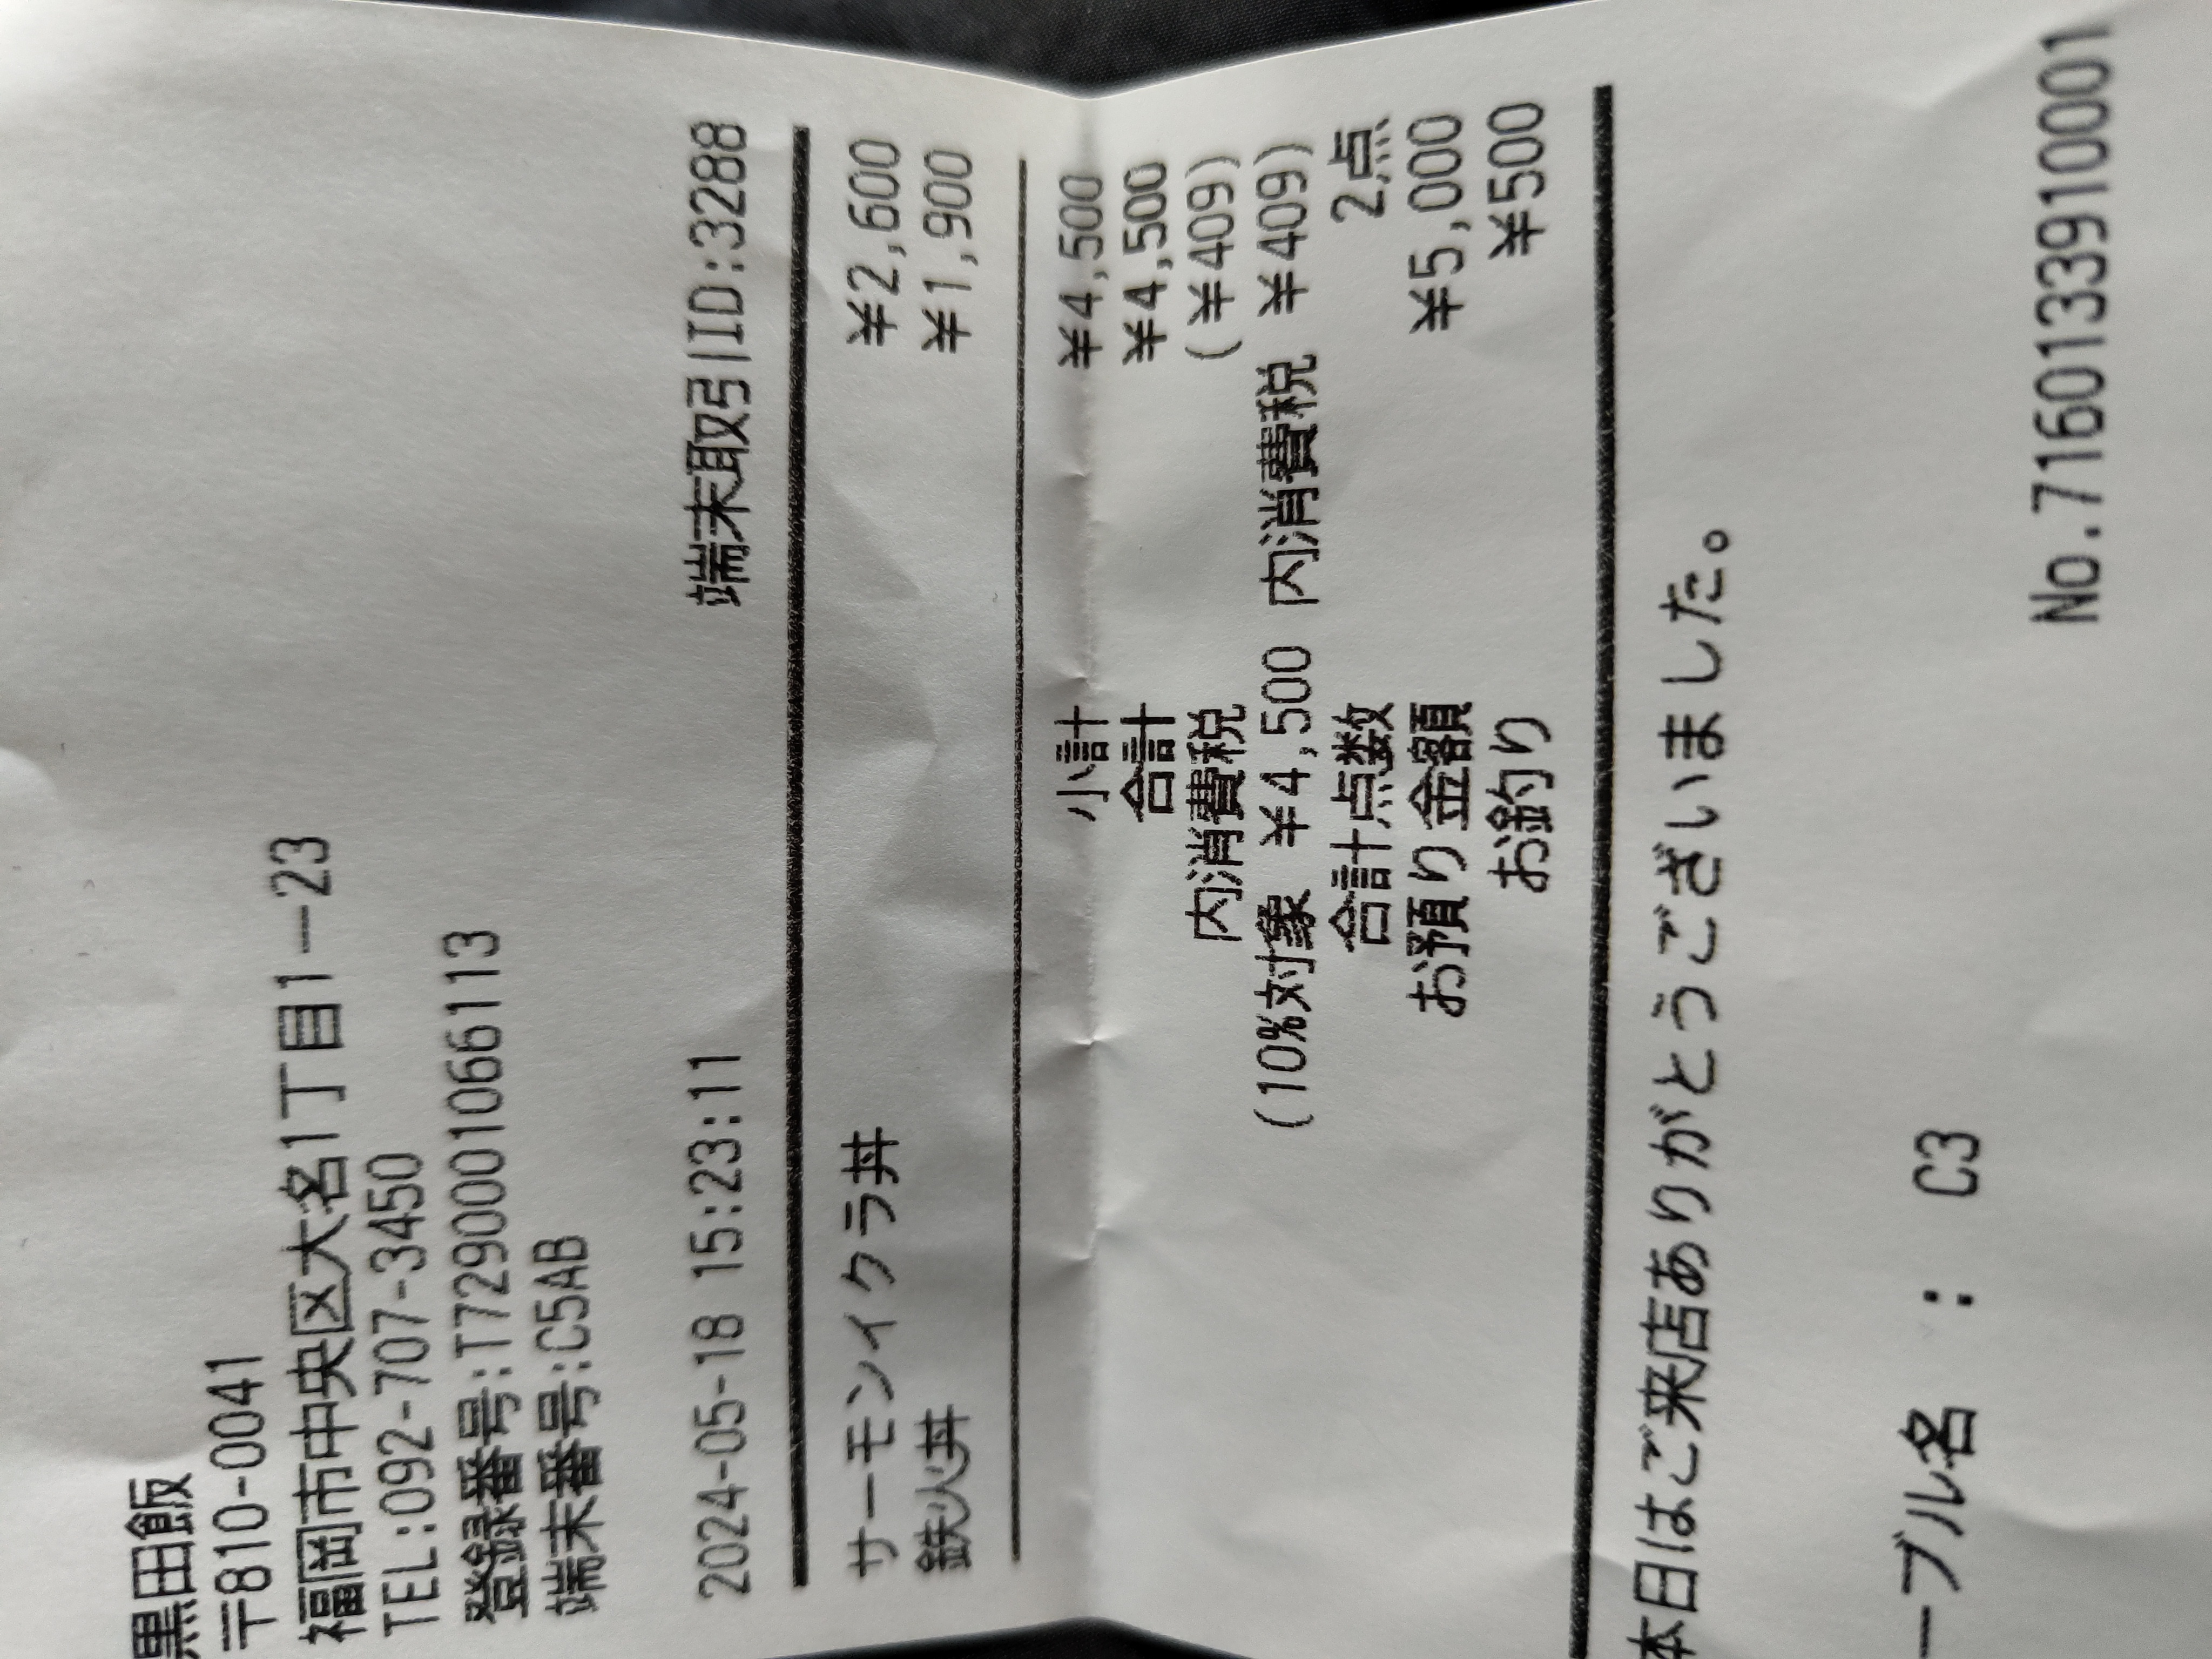 黒田飯
〒810-0041
福岡市中央区大名1丁目1-23
TEL:092-707-3450
登録番号:T7290001066113
端末番号:C5AB
2024-05-18 15:23:11 端末取引ID:3288
サーモンイクラ丼 ¥2,600
鉄火丼 ¥1,900
小計 ¥4,500
合計 ¥4,500
内消費税 (¥409)
(10%対象 ¥4,500 内消費税 ¥409)
合計点数 2点
お預り金額 ¥5,000
お釣り ¥500
本日はご来店ありがとうございました。
ーブル名 : C3
No.7160133910001